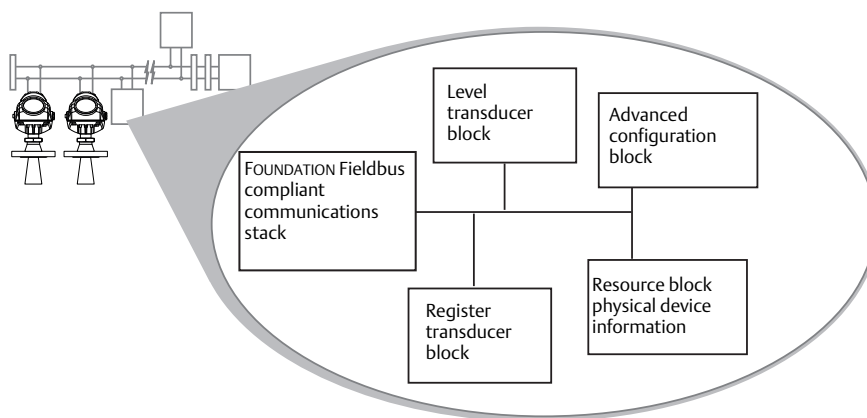 Level
transducer
block
Advanced
configuration
block
FOUNDATION Fieldbus
compliant
communications
stack
Register
transducer
block
Resource block
physical device
information